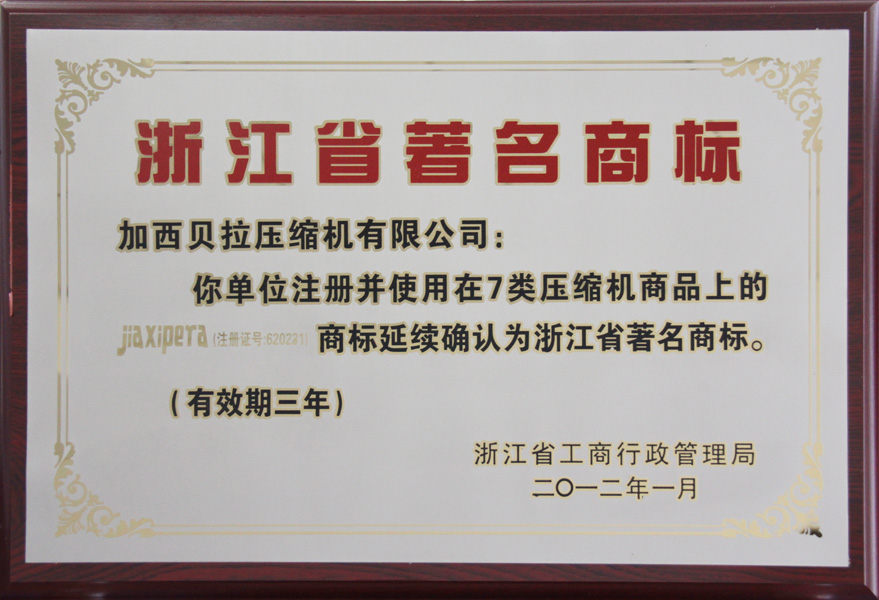 浙江省著名商标
加西贝拉压缩机有限公司：
你单位注册并使用在7类压缩机商品上的
jiaxipera (注册证号:620231) 商标延续确认为浙江省著名商标。
（有效期三年）
浙江省工商行政管理局
二〇一二年一月